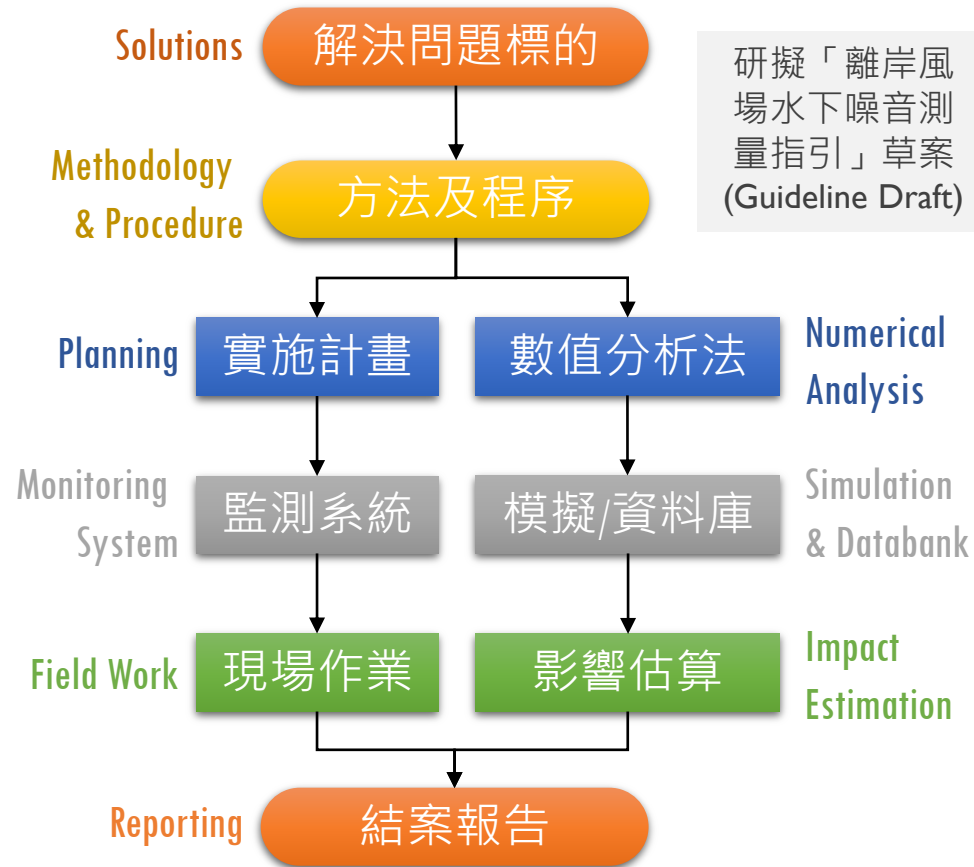 Solutions
解決問題標的
研擬「離岸風
場水下噪音測
量指引」草案
(Guideline Draft)
Methodology
& Procedure
方法及程序
Planning
實施計畫
數值分析法
Numerical
Analysis
Monitoring
System
監測系統
模擬/資料庫
Simulation
& Databank
Field Work
現場作業
影響估算
Impact
Estimation
Reporting
結案報告